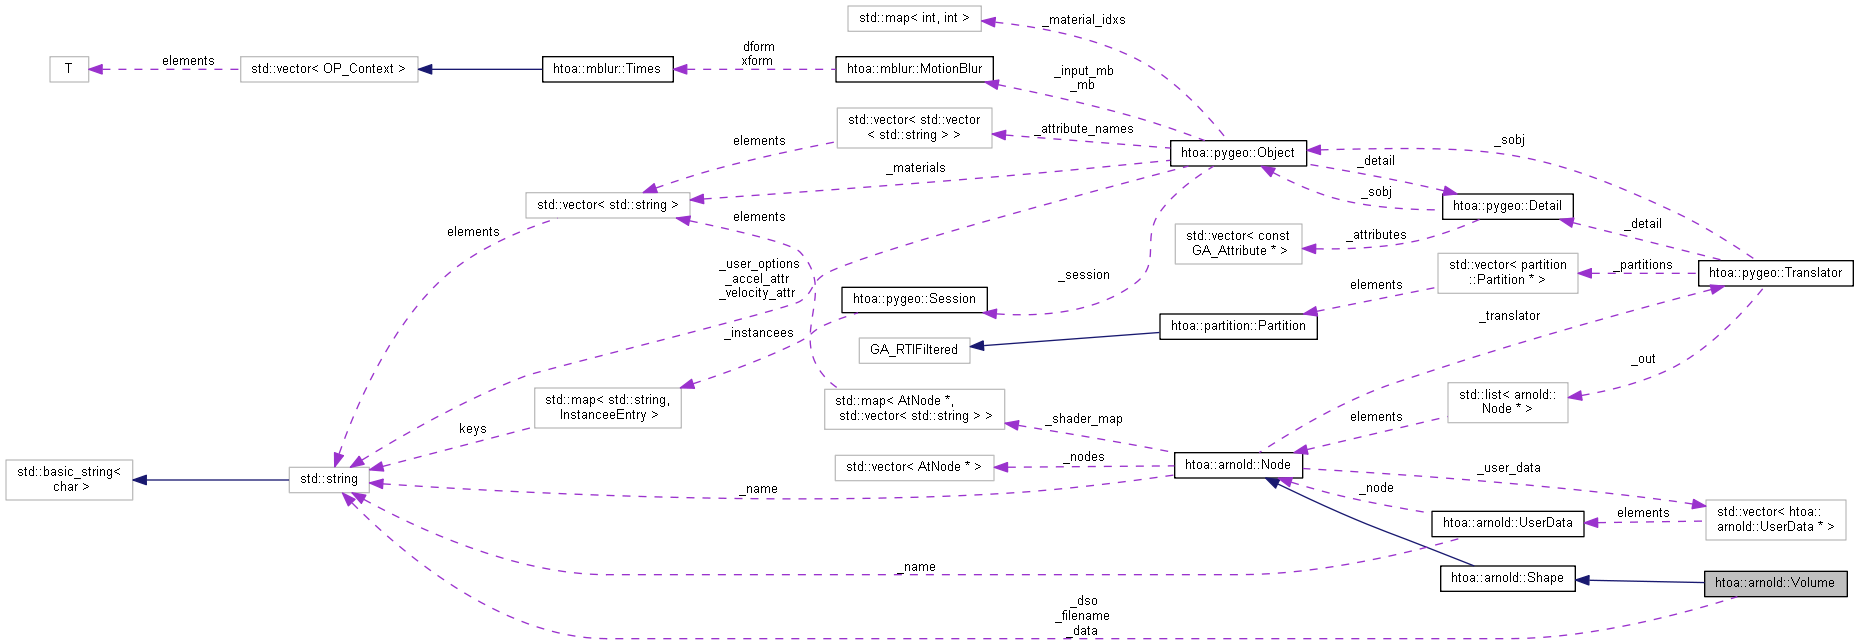 std::map< int, int >
_material_idxs
T
elements
std::vector< OP_Context >
htoa::mblur::Times
dform
xform
htoa::mblur::MotionBlur
_input_mb
_mb
std::vector< std::vector
< std::string > >
_attribute_names
elements
htoa::pygeo::Object
_sobj
_detail
_materials
std::vector< std::string >
elements
_sobj
htoa::pygeo::Detail
elements
std::vector< const
GA_Attribute * >
_attributes
_detail
_user_options
_accel_attr
_velocity_attr
_session
std::vector< partition
::Partition * >
_partitions
htoa::pygeo::Translator
htoa::pygeo::Session
elements
_instancees
htoa::partition::Partition
_translator
GA_RTIFiltered
_out
std::map< std::string,
InstanceeEntry >
std::map< AtNode *,
std::vector< std::string > >
std::list< arnold::
Node * >
keys
_shader_map
elements
std::basic_string<
char >
std::string
std::vector< AtNode * >
_nodes
htoa::arnold::Node
_user_data
_name
_node
htoa::arnold::UserData
elements
std::vector< htoa::
arnold::UserData * >
_name
htoa::arnold::Shape
htoa::arnold::Volume
_dso
_filename
_data